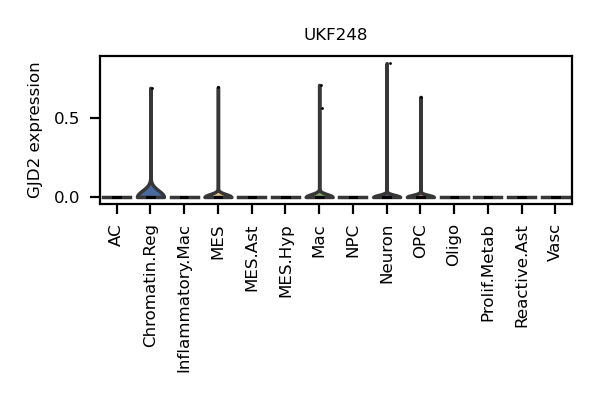 UKF248
GJD2 expression
0.5
0.0
AC
Chromatin.Reg
Inflammatory.Mac
MES
MES.Ast
MES.Hyp
Mac
NPC
Neuron
OPC
Oligo
Prolif.Metab
Reactive.Ast
Vasc